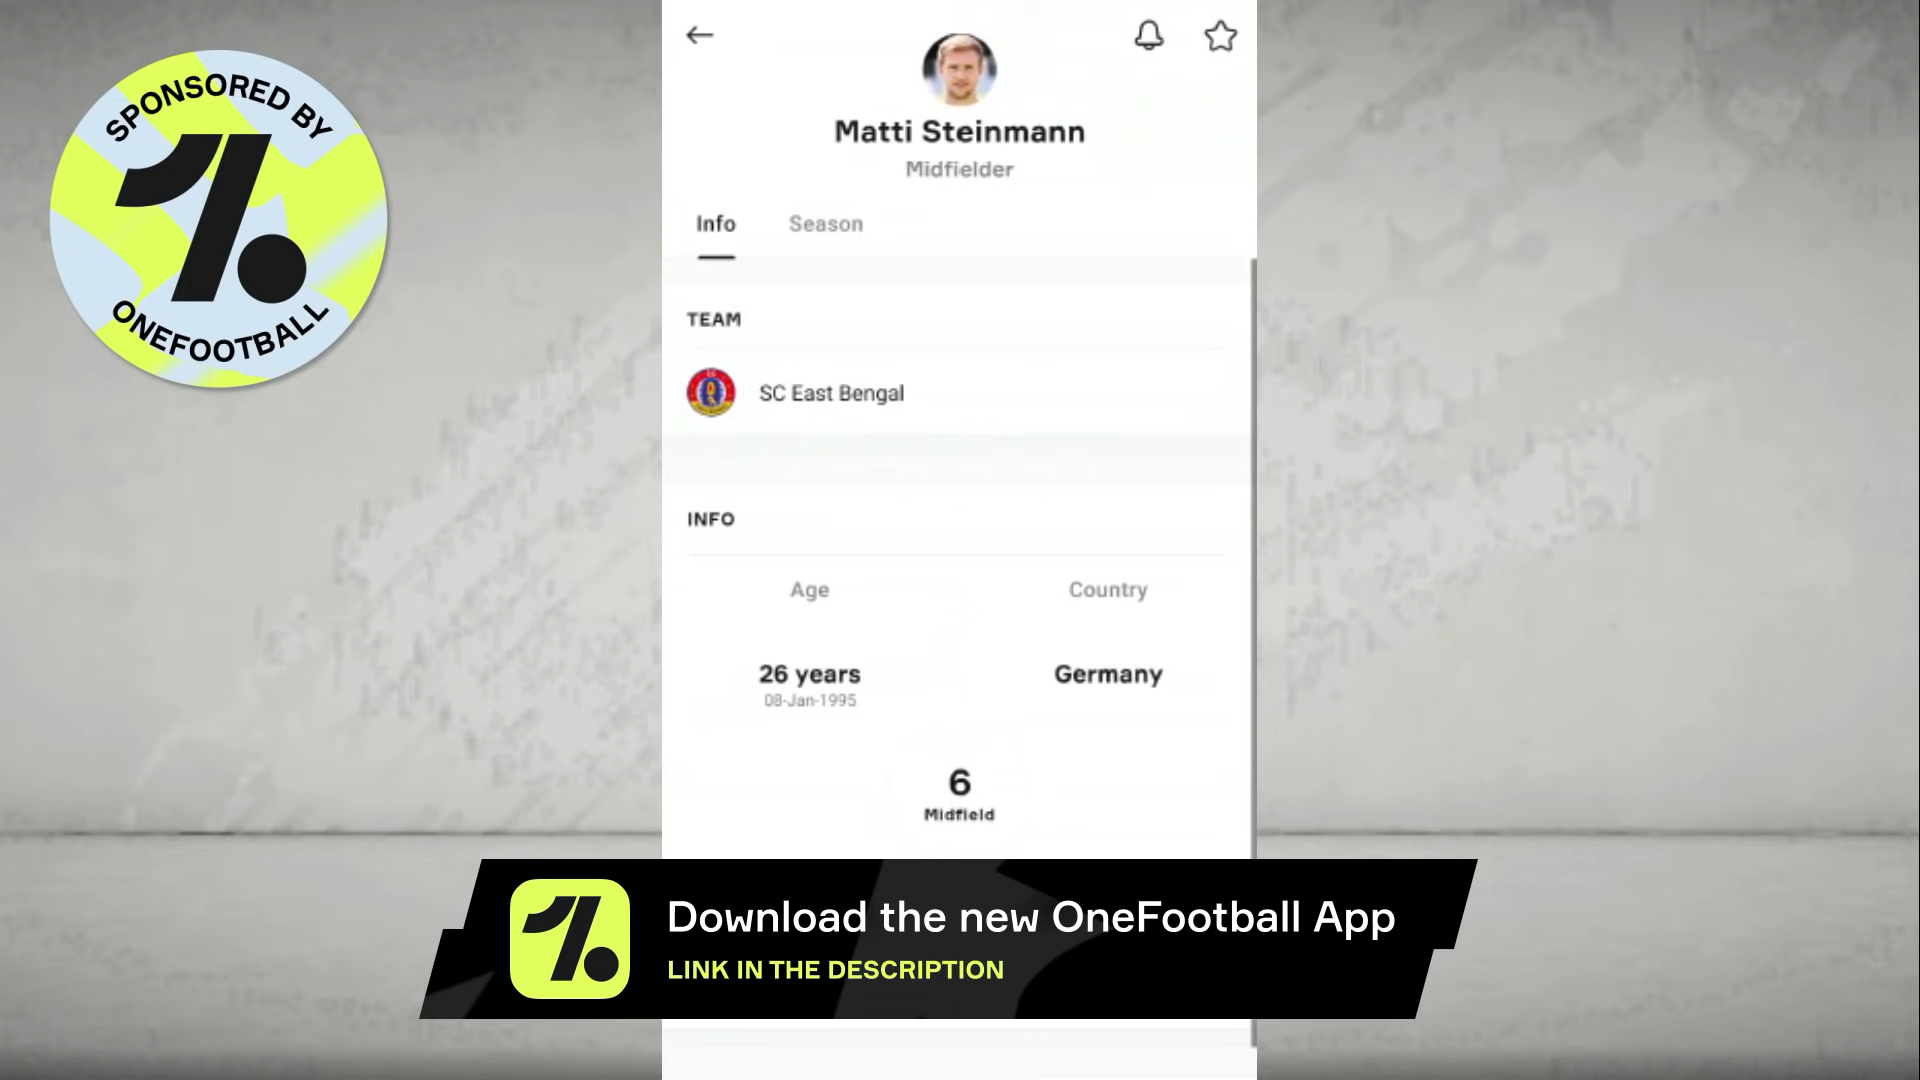 SPONSORED BY
ONEFOOTBALL
Matti Steinmann
Midfielder
Info Season
TEAM
SC East Bengal
INFO
Age Country
26 years Germany
08-Jan-1995
6
Midfield
Download the new OneFootball App
LINK IN THE DESCRIPTION